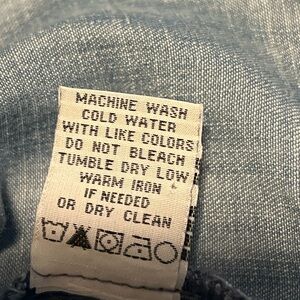 MACHINE WASH
COLD WATER
WITH LIKE COLORS
DO NOT BLEACH
TUMBLE DRY LOW
WARM IRON
IF NEEDED
OR DRY CLEAN